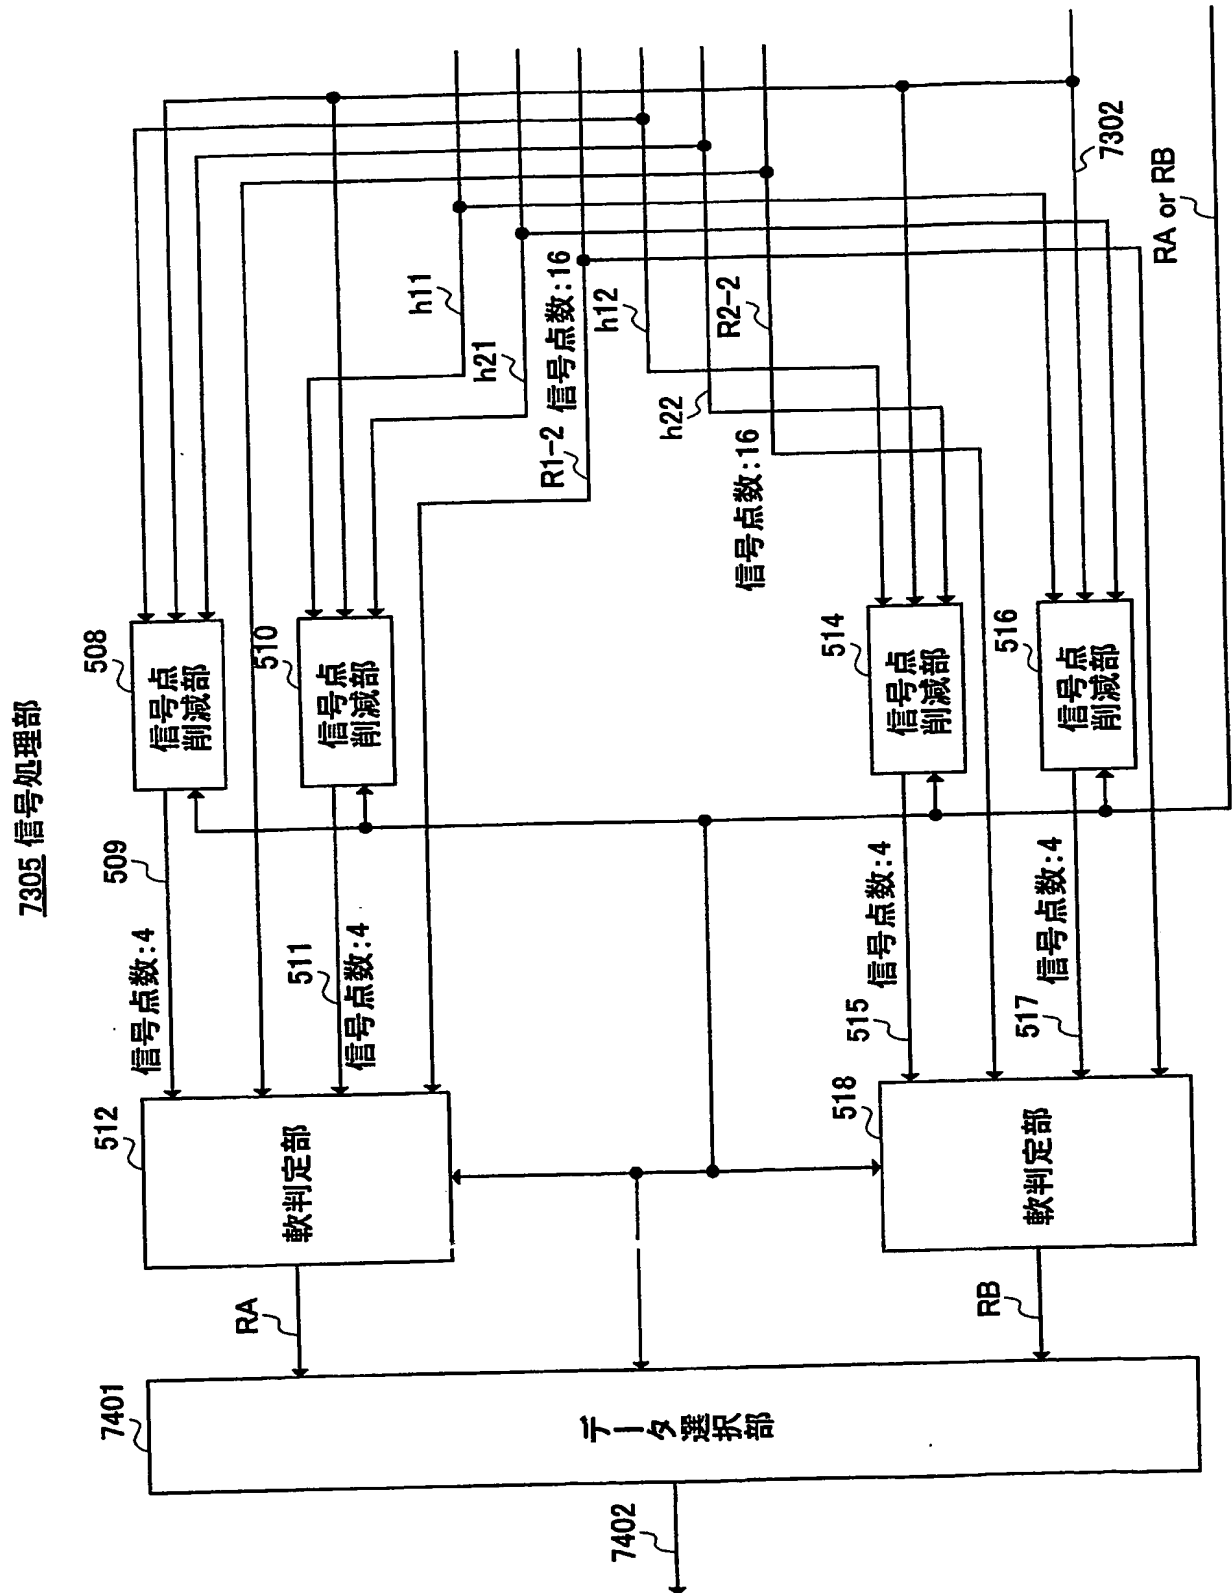 7305 信号処理部
508
信号点
削減部
509
信号点数:4
510
信号点
削減部
511
信号点数:4
h11
h21
R1-2
信号点数:16
h12
h22
R2-2
信号点数:16
514
信号点
削減部
515
信号点数:4
516
信号点
削減部
517
信号点数:4
7302
RA or RB
512
軟判定部
RA
518
軟判定部
RB
7401
データ選択部
7402